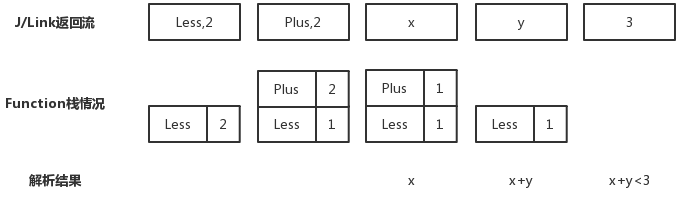 J/Link返回流 Less,2 Plus,2 x y 3
Plus 2 Plus 1
Function栈情况
Less 2 Less 1 Less 1 Less 1
解析结果 x x+y x+y<3